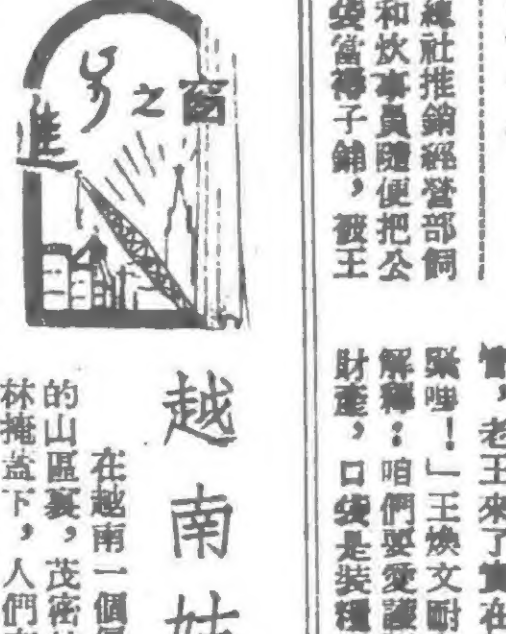 總社推銷經營部飼
和炊事員隨便把公
袋當褥子鋪，被王
，老王來了實在
緊哩！」王煥文耐
解釋：咱們要愛護
財產，口袋是裝糧
進步之窗
越南
在越南一個
的山區裏，茂密
林掩蓋下，人們